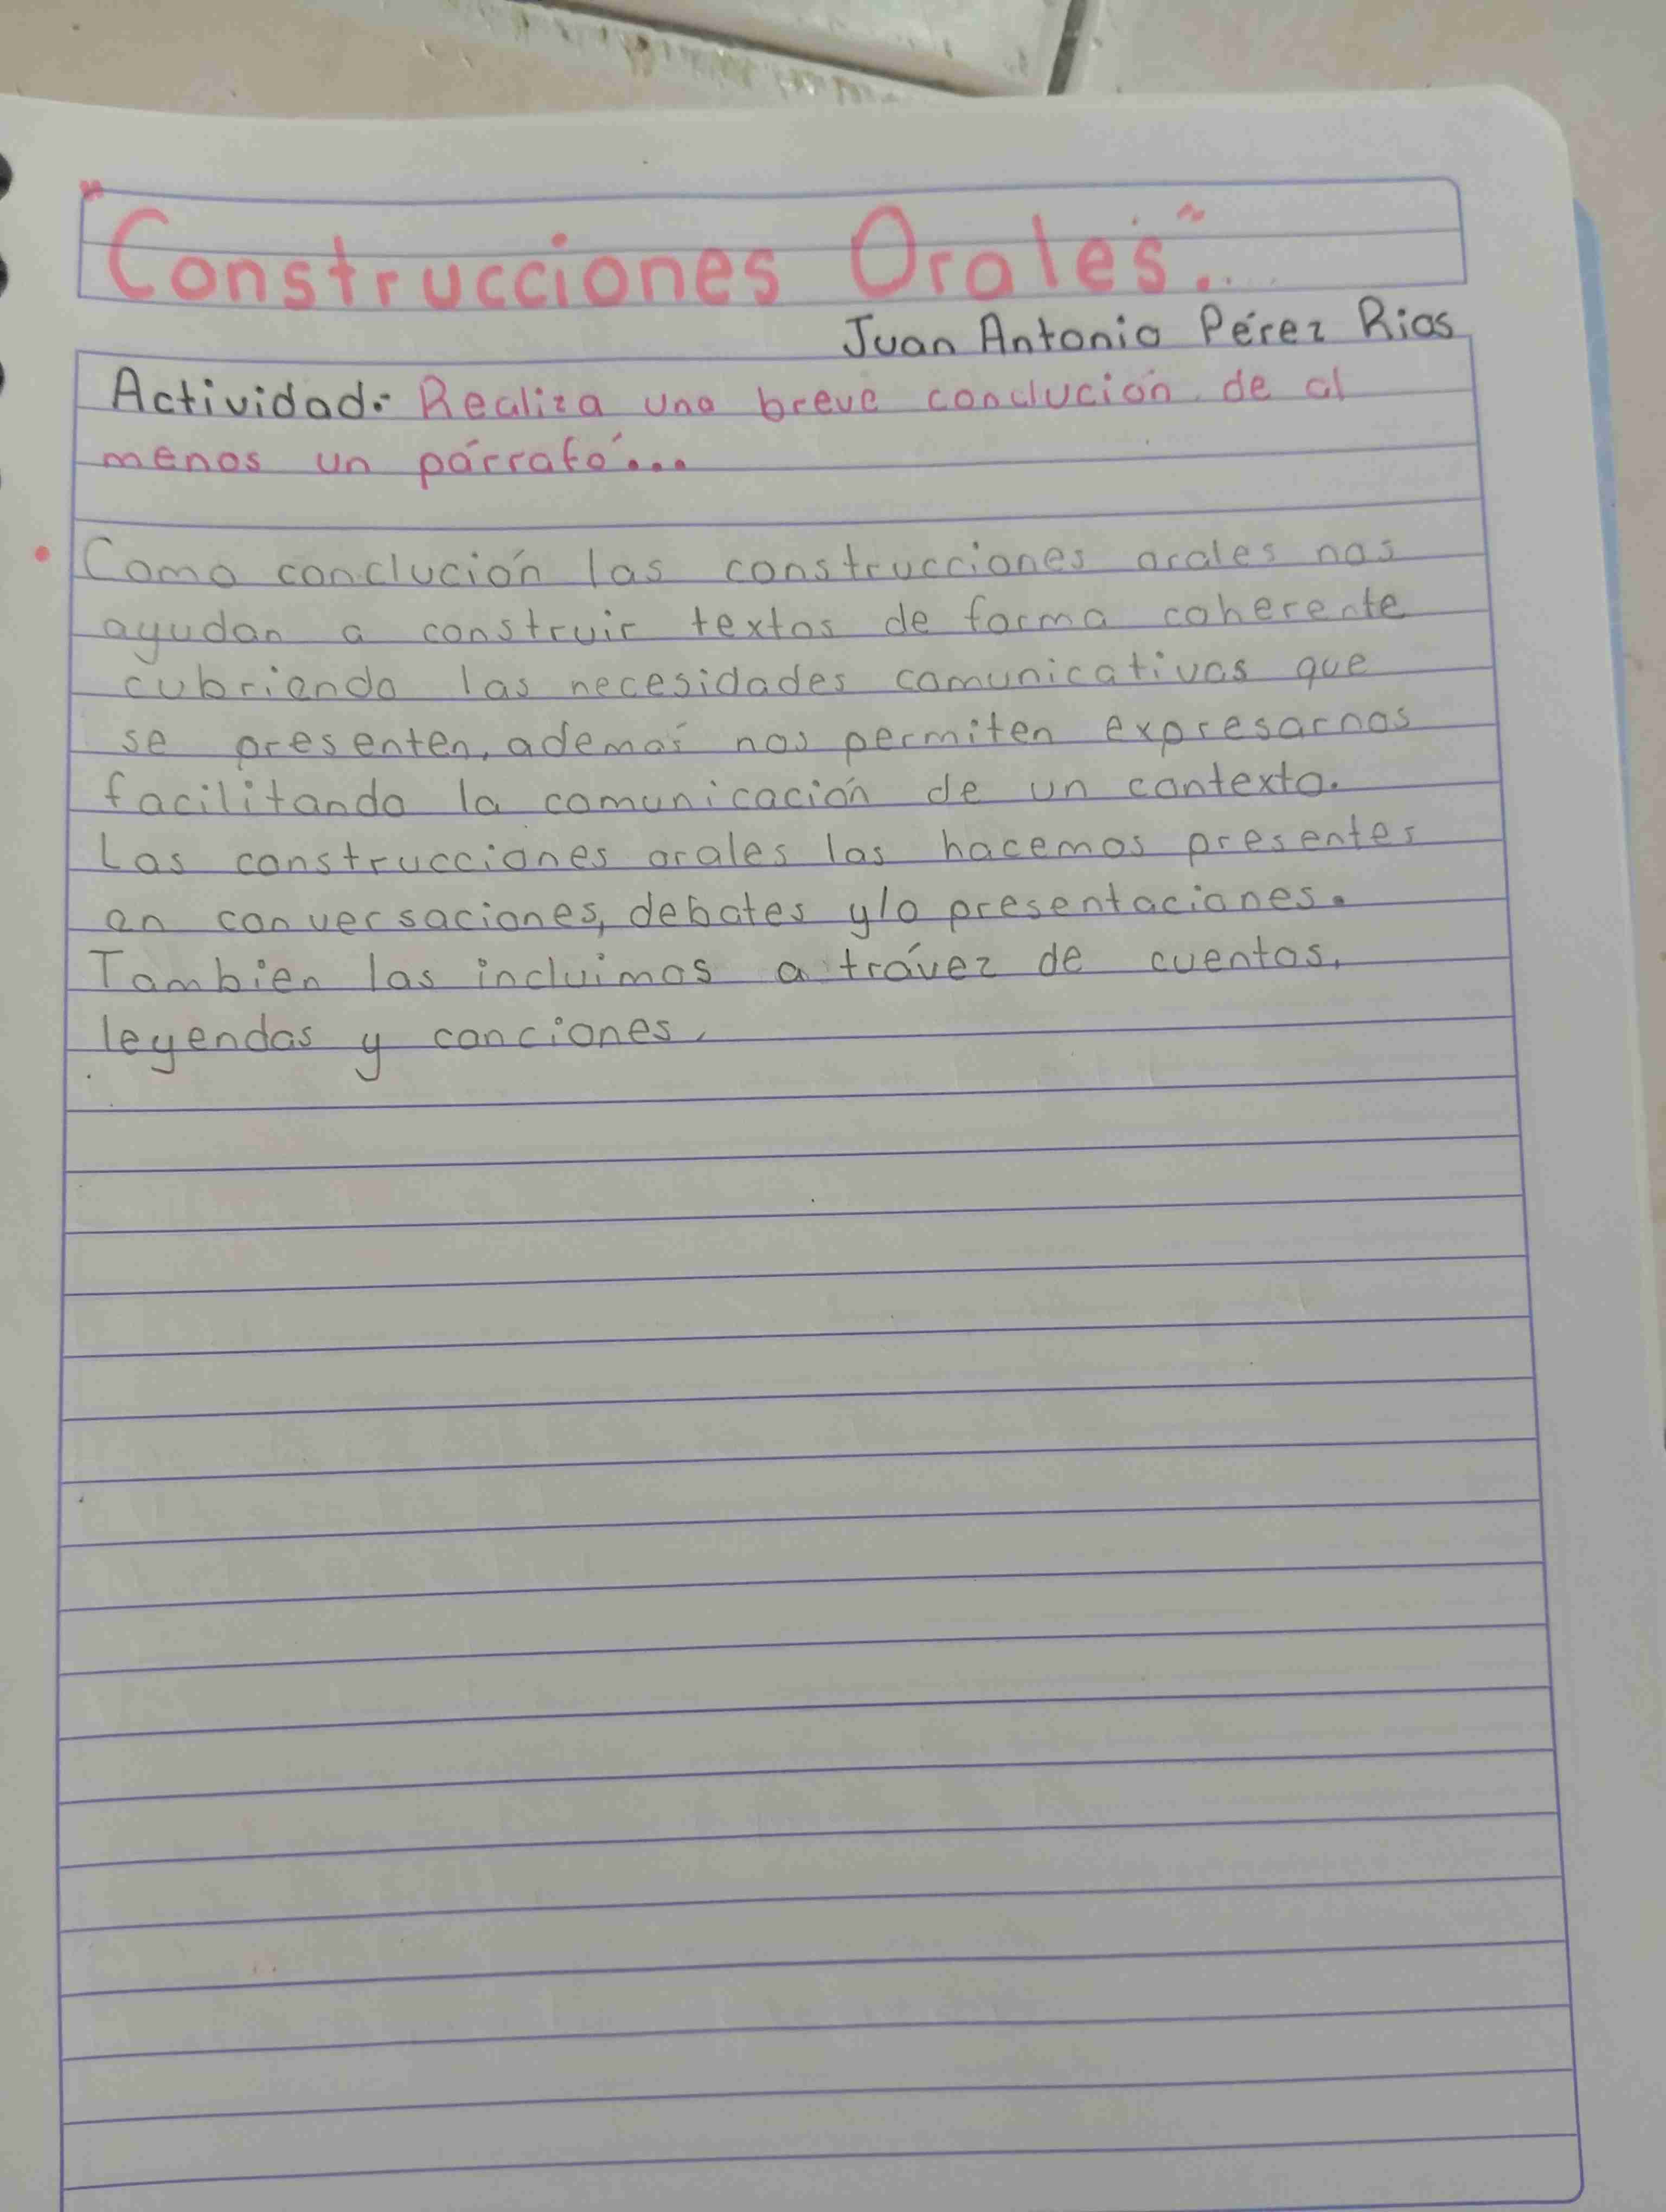 "Construcciones Orales".
Juan Antonio Pérez Rios
Actividad: Realiza una breve conclución de al
menos un párrafo...
• Como conclución las construcciones orales nos
ayudan a construir textos de forma coherente
cubriendo las necesidades comunicativas que
se presenten, ademas nos permiten expresarnos
facilitando la comunicación de un contexto.
Las construcciones orales las hacemos presentes
en conversaciones, debates y/o presentaciones.
Tambien las incluimos a trávez de cuentos,
leyendas y canciones.